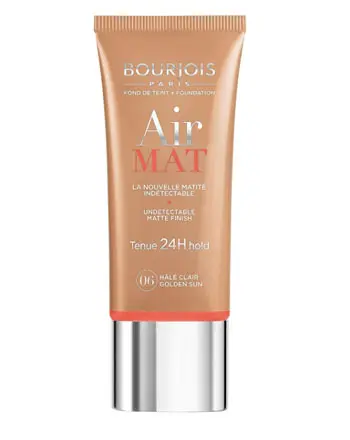 BOURJOIS
PARIS
FOND DE TEINT • FOUNDATION
Air
MAT
LA NOUVELLE MATITÉ
INDÉTECTABLE
•
UNDETECTABLE
MATTE FINISH
Tenue 24H hold
06 HÂLÉ CLAIR
GOLDEN SUN